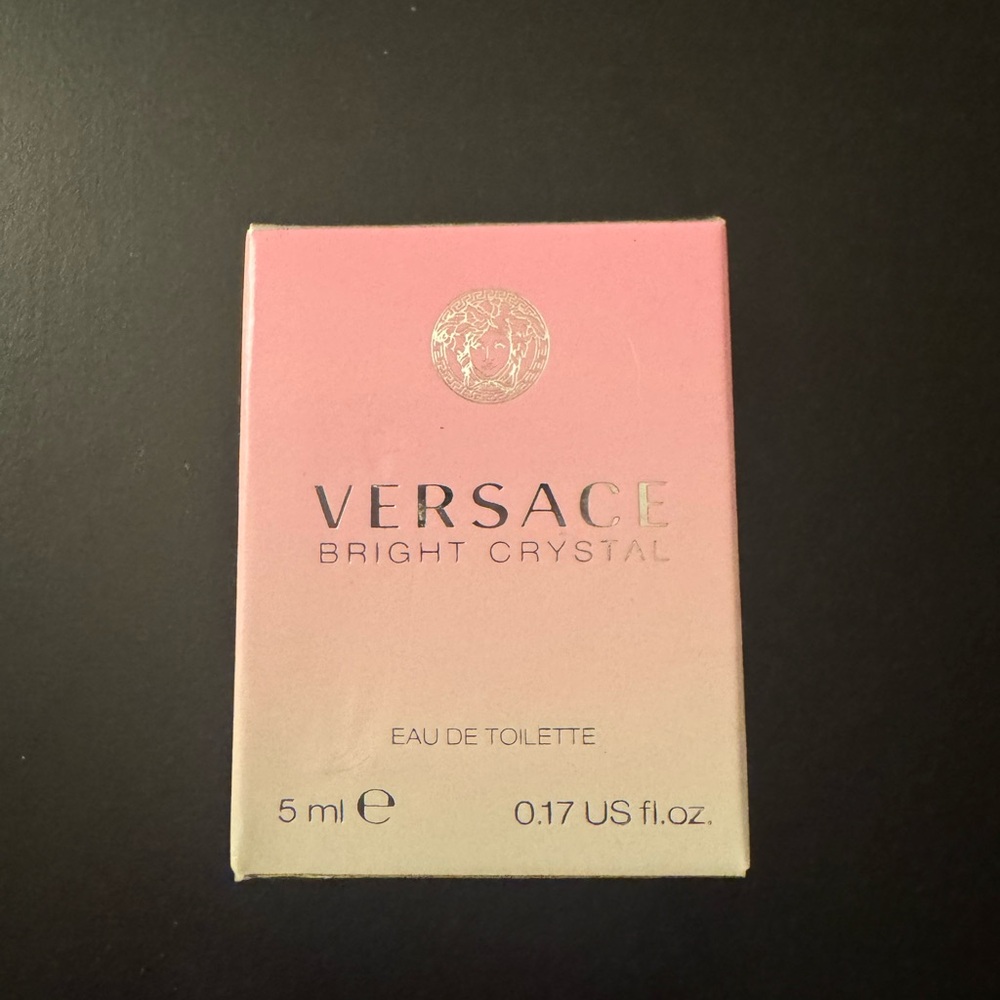 VERSACE
BRIGHT CRYSTAL
EAU DE TOILETTE
5 ml ℮ 0.17 US fl.oz.